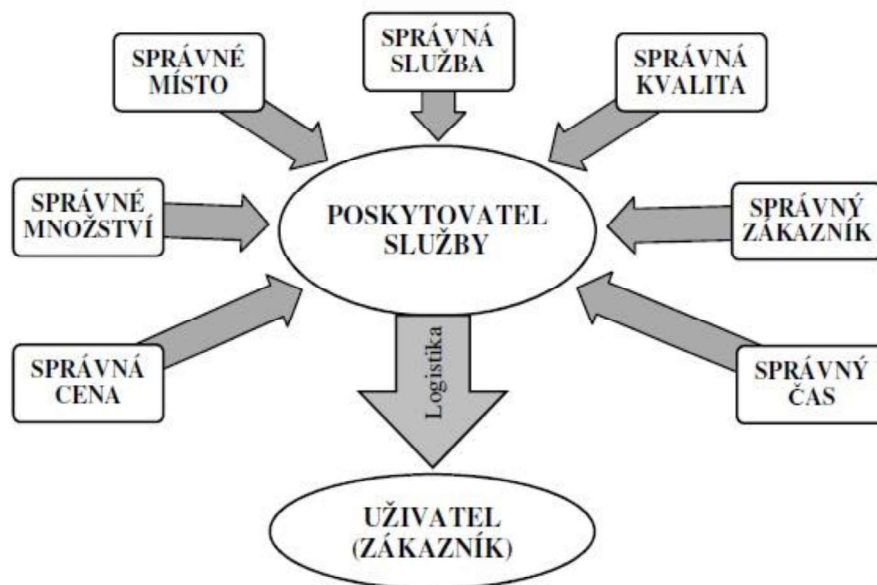 SPRÁVNÉ
MÍSTO
SPRÁVNÁ
SLUŽBA
SPRÁVNÁ
KVALITA
SPRÁVNÉ
MNOŽSTVÍ
POSKYTOVATEL
SLUŽBY
SPRÁVNÝ
ZÁKAZNÍK
SPRÁVNÁ
CENA
Logistika
SPRÁVNÝ
ČAS
UŽIVATEL
(ZÁKAZNÍK)